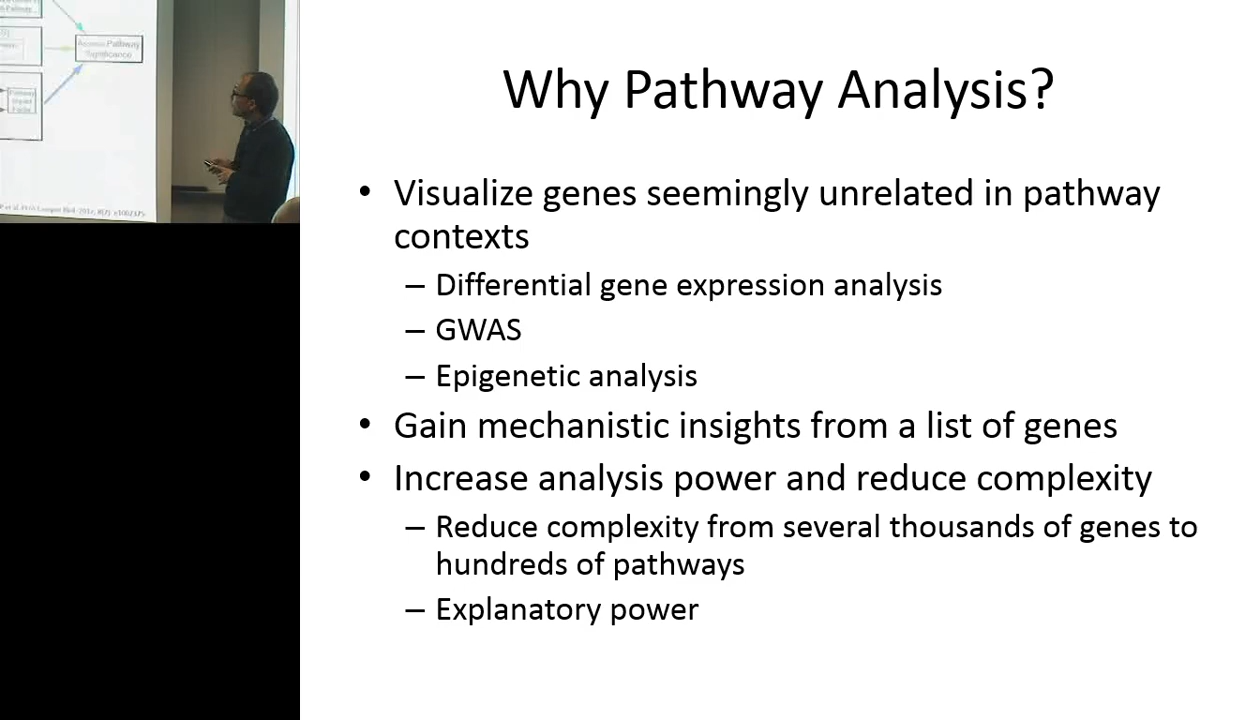 Why Pathway Analysis?
• Visualize genes seemingly unrelated in pathway
contexts
– Differential gene expression analysis
– GWAS
– Epigenetic analysis
• Gain mechanistic insights from a list of genes
• Increase analysis power and reduce complexity
– Reduce complexity from several thousands of genes to
hundreds of pathways
– Explanatory power
Pathway
Significance